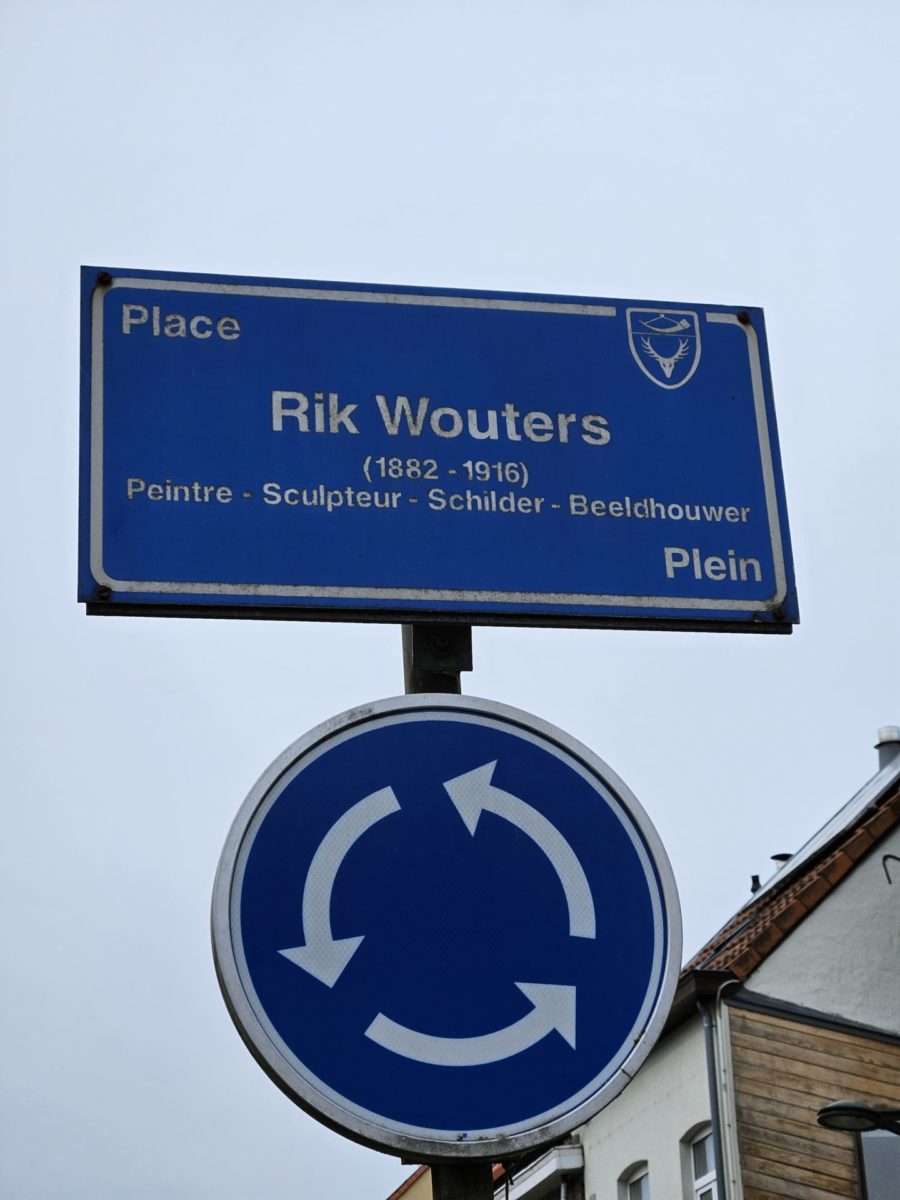 Place
Rik Wouters
(1882 - 1916)
Peintre - Sculpteur - Schilder - Beeldhouwer
Plein